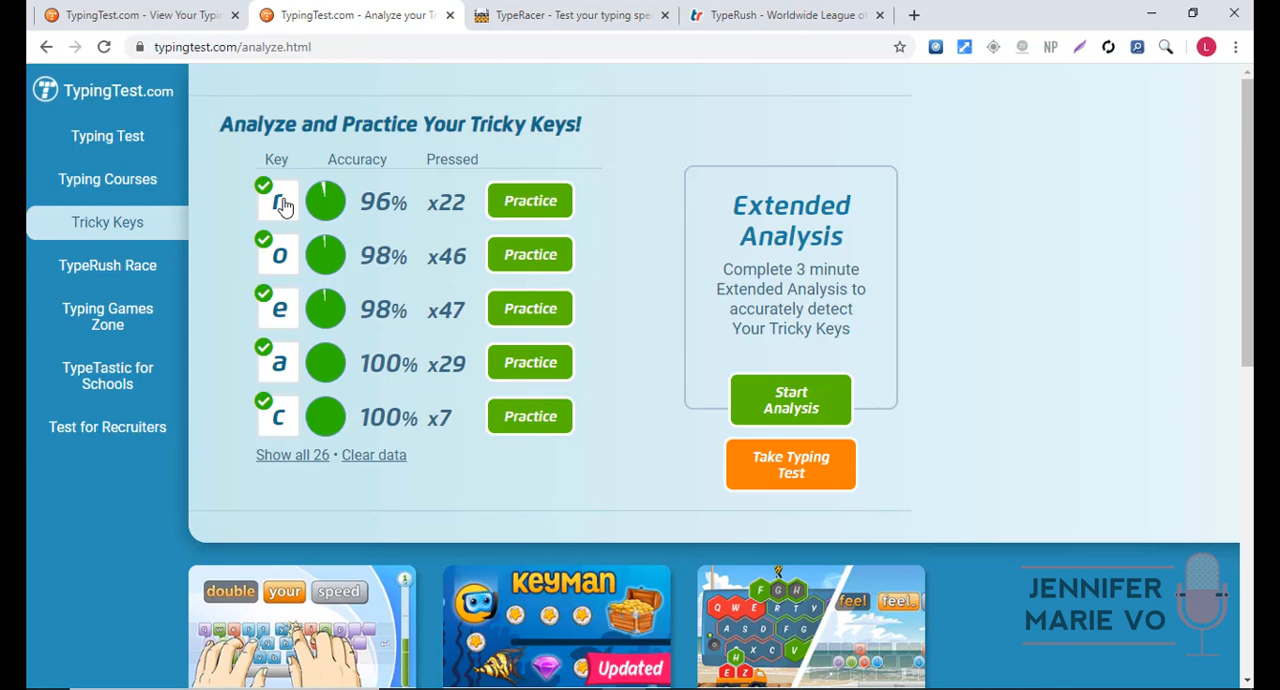 TypingTest.com - View Your Typi
TypingTest.com - Analyze your T
TypeRacer - Test your typing spe
tr
TypeRush - Worldwide League of
typingtest.com/analyze.html
NP
L
TypingTest.com
Typing Test
Typing Courses
Tricky Keys
TypeRush Race
Typing Games
Zone
TypeTastic for
Schools
Test for Recruiters
Analyze and Practice Your Tricky Keys!
Key Accuracy Pressed
r 96% x22 Practice
o 98% x46 Practice
e 98% x47 Practice
a 100% x29 Practice
c 100% x7 Practice
Show all 26 • Clear data
Extended
Analysis
Complete 3 minute
Extended Analysis to
accurately detect
Your Tricky Keys
Start
Analysis
Take Typing
Test
double your speed
KEYMAN
Updated
F G H
Q W E R T Y
A S D F G
X C V
H
E Z
feel feel
JENNIFER
MARIE VO